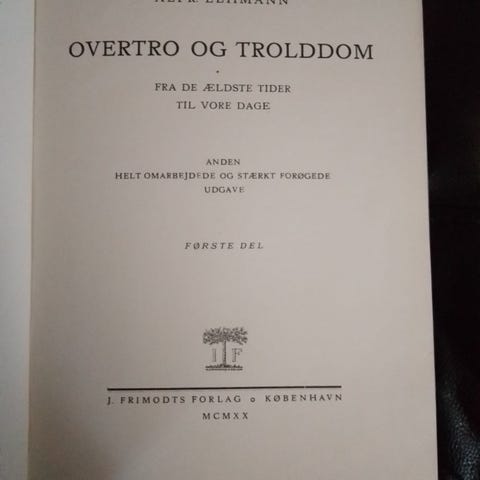 ALFR. LEHMANN
OVERTRO OG TROLDDOM
FRA DE ÆLDSTE TIDER
TIL VORE DAGE
ANDEN
HELT OMARBEJDEDE OG STÆRKT FORØGEDE
UDGAVE
FØRSTE DEL
I F
J. FRIMODTS FORLAG o KØBENHAVN
MCMXX